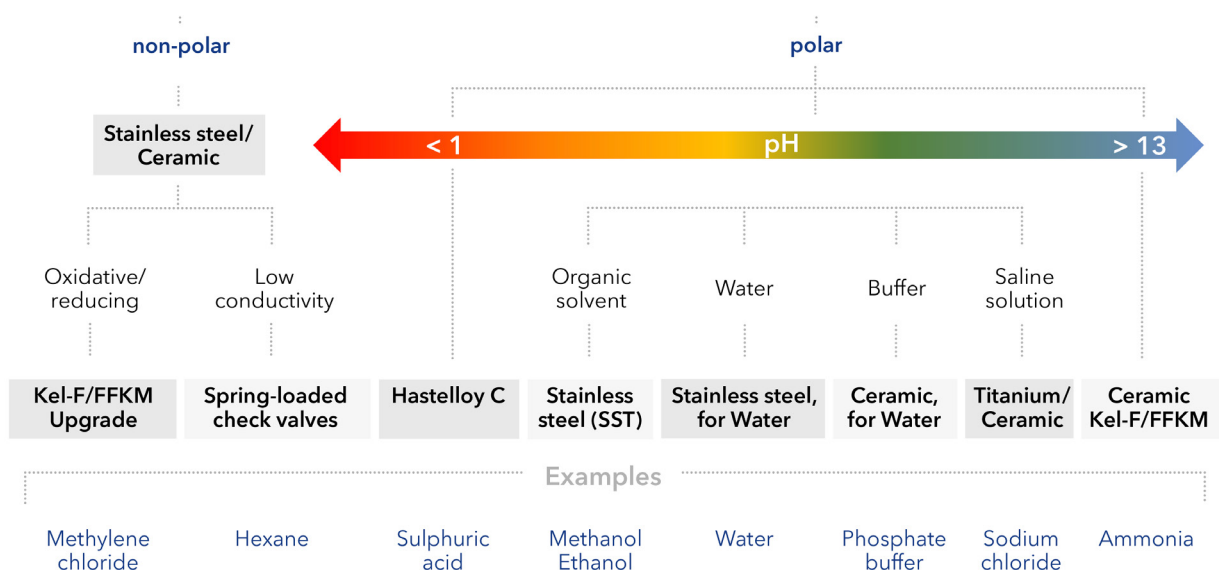 non-polar
polar
Stainless steel/
Ceramic
< 1
pH
> 13
Oxidative/
reducing
Low
conductivity
Organic
solvent
Water
Buffer
Saline
solution
Kel-F/FFKM
Upgrade
Spring-loaded
check valves
Hastelloy C
Stainless
steel (SST)
Stainless steel,
for Water
Ceramic,
for Water
Titanium/
Ceramic
Ceramic
Kel-F/FFKM
Examples
Methylene
chloride
Hexane
Sulphuric
acid
Methanol
Ethanol
Water
Phosphate
buffer
Sodium
chloride
Ammonia